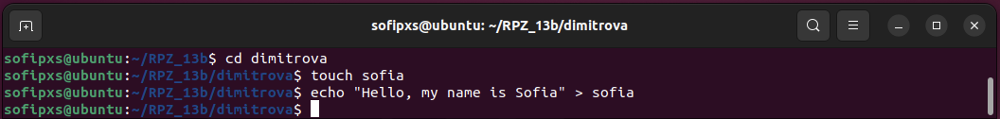 sofipxs@ubuntu: ~/RPZ_13b/dimitrova
sofipxs@ubuntu:~/RPZ_13b$ cd dimitrova
sofipxs@ubuntu:~/RPZ_13b/dimitrova$ touch sofia
sofipxs@ubuntu:~/RPZ_13b/dimitrova$ echo "Hello, my name is Sofia" > sofia
sofipxs@ubuntu:~/RPZ_13b/dimitrova$